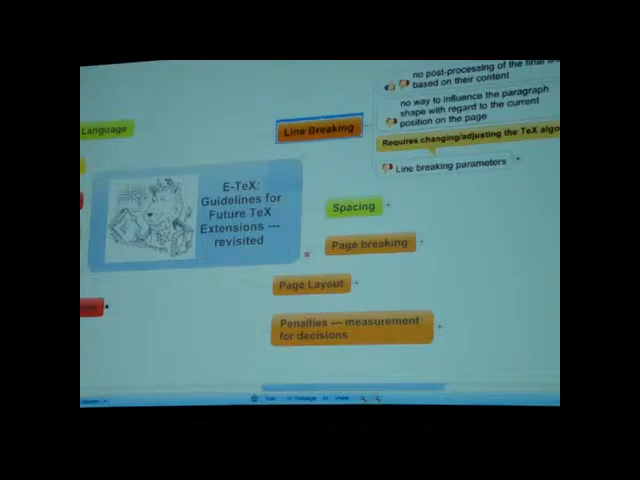 Language
E-TeX:
Guidelines for
Future TeX
Extensions ---
revisited
Line Breaking
no post-processing of the final
based on their content
no way to influence the paragraph
shape with regard to the current
position on the page
Requires changing/adjusting the TeX algo
Line breaking parameters
Spacing
Page breaking
Page Layout
Penalties --- measurement
for decisions